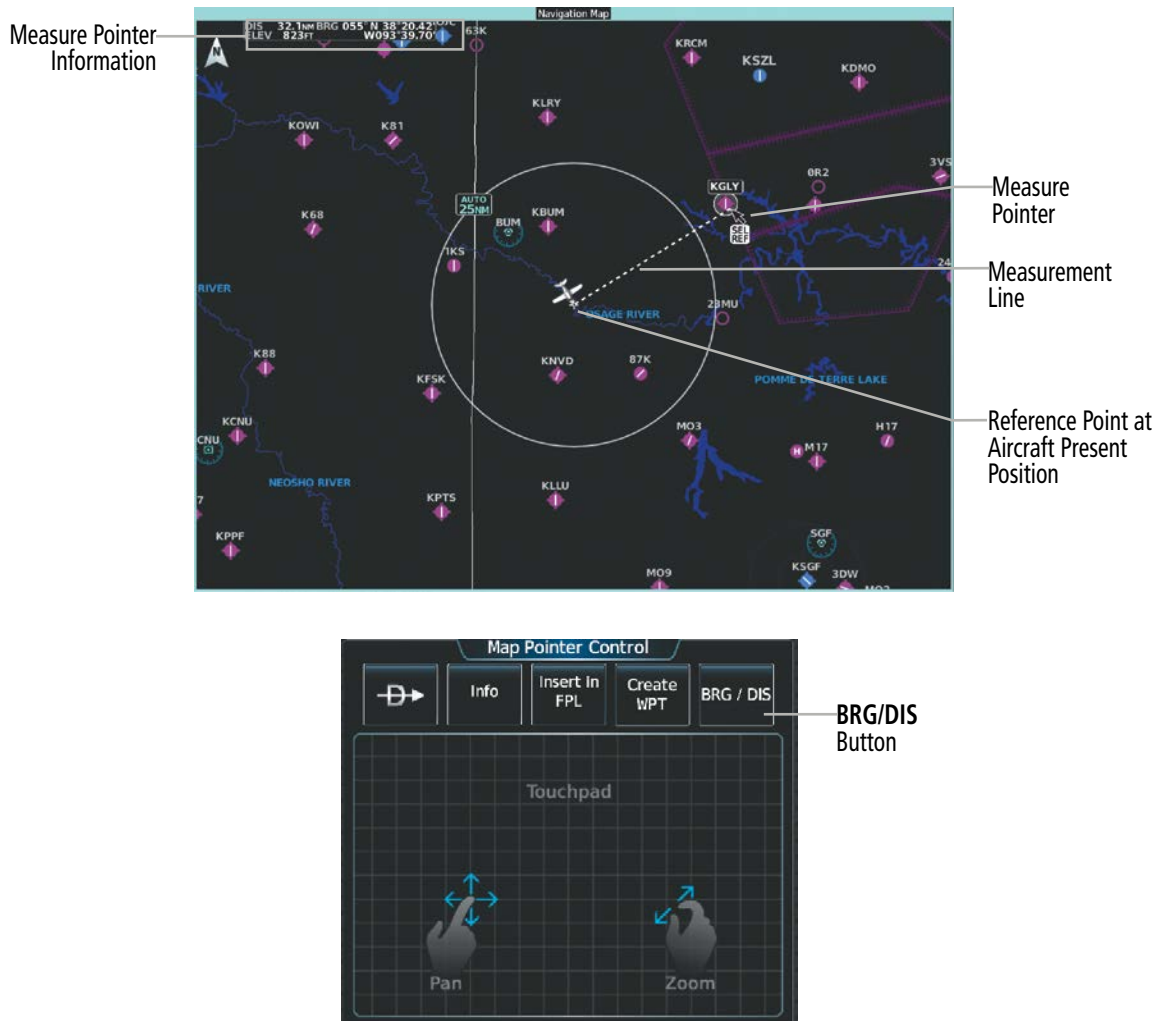 Navigation Map
Measure Pointer
Information
DIS 32.1NM BRG 055° N 38°20.42'
ELEV 823FT W093°39.70'
63K
N
KRCM
KSZL
KDMO
KLRY
KOWI
K81
3VS
0R2
KGLY
Measure
Pointer
AUTO
25NM
K68
BUM
KBUM
SEL
REF
1KS
24
Measurement
Line
RIVER
OSAGE RIVER
23MU
K88
KNVD
87K
KFSK
POMME DE TERRE LAKE
KCNU
CNU
MO3
H17
H
M17
Reference Point at
Aircraft Present
Position
NEOSHO RIVER
KLLU
KPTS
7
KPPF
SGF
KSGF
3DW
MO9
Map Pointer Control
D
Info
Insert In
FPL
Create
WPT
BRG / DIS
BRG/DIS
Button
Touchpad
Pan
Zoom